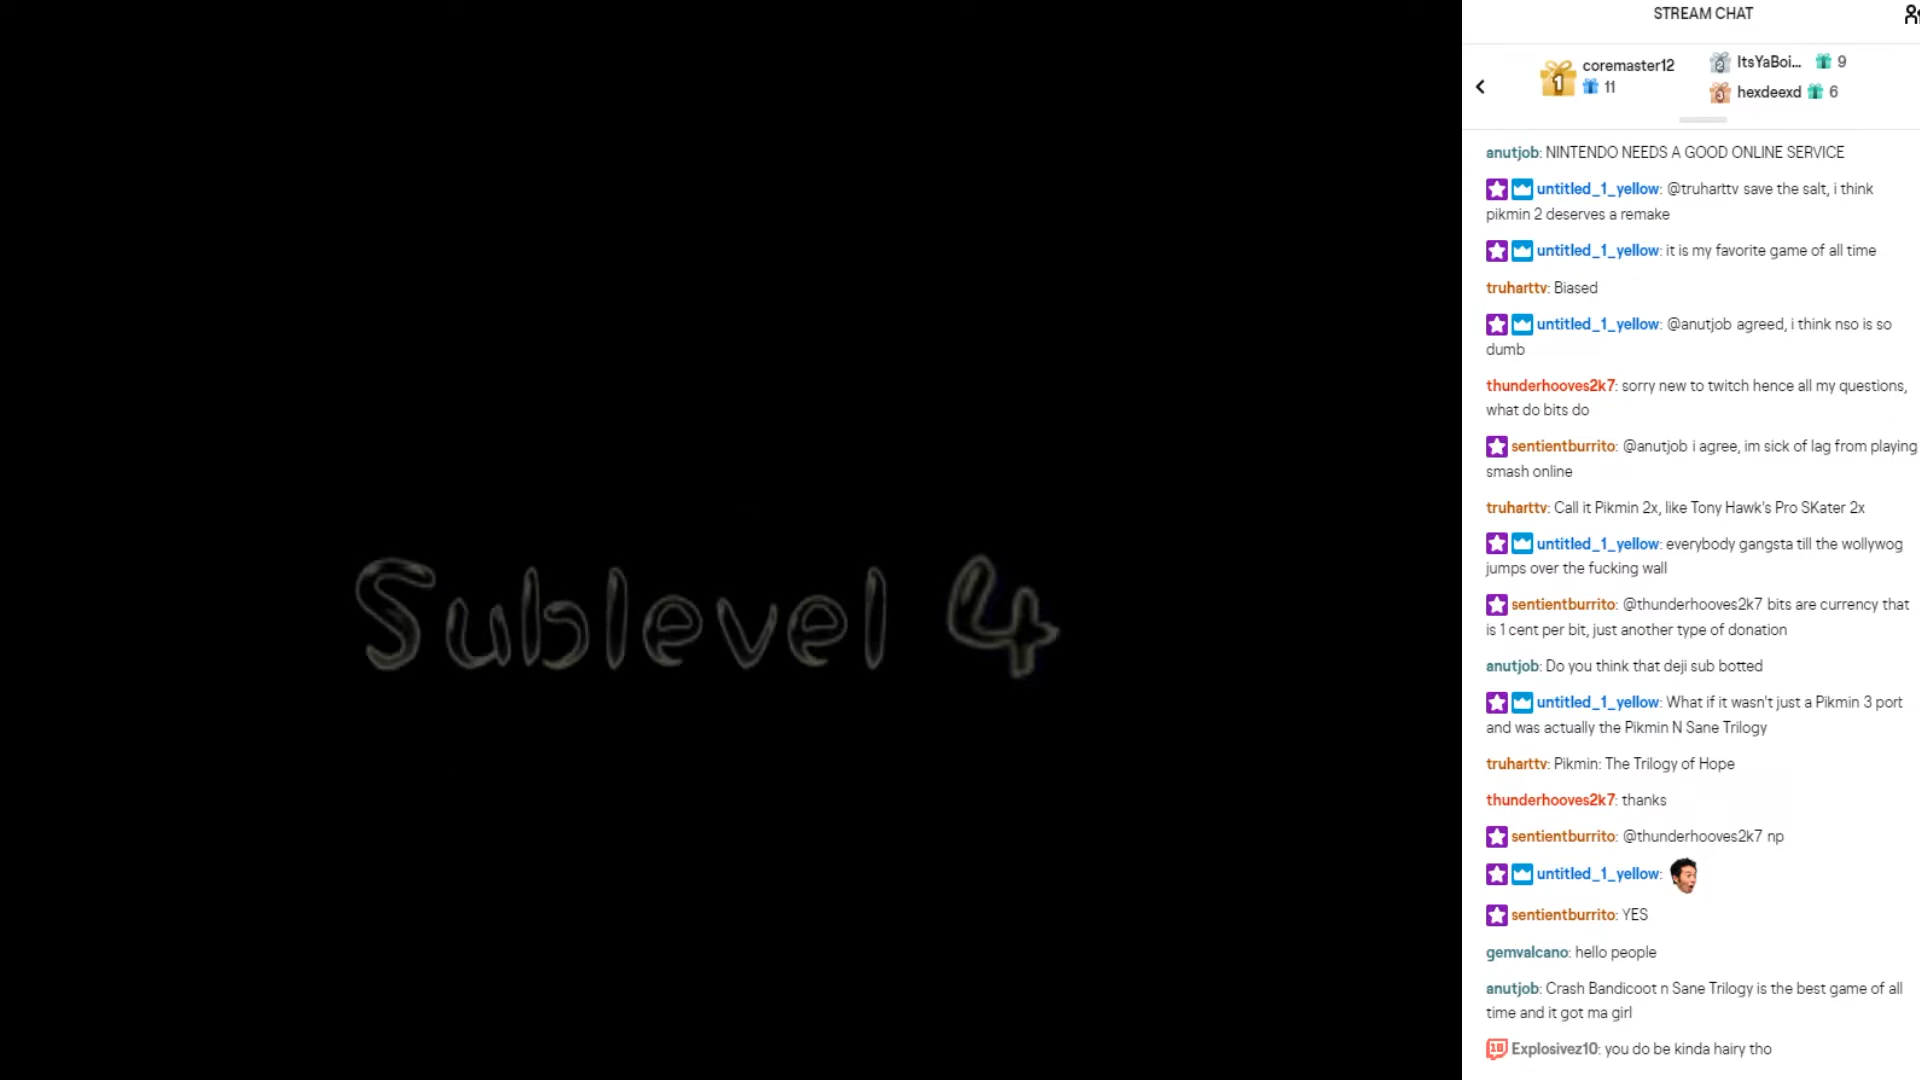 Sublevel 4
STREAM CHAT
1
coremaster12
11
2
ItsYaBoi...
9
3
hexdeexd
6
anutjob: NINTENDO NEEDS A GOOD ONLINE SERVICE
untitled_1_yellow: @truharttv save the salt, i think
pikmin 2 deserves a remake
untitled_1_yellow: it is my favorite game of all time
truharttv: Biased
untitled_1_yellow: @anutjob agreed, i think nso is so
dumb
thunderhooves2k7: sorry new to twitch hence all my questions,
what do bits do
sentientburrito: @anutjob i agree, im sick of lag from playing
smash online
truharttv: Call it Pikmin 2x, like Tony Hawk's Pro SKater 2x
untitled_1_yellow: everybody gangsta till the wollywog
jumps over the fucking wall
sentientburrito: @thunderhooves2k7 bits are currency that
is 1 cent per bit, just another type of donation
anutjob: Do you think that deji sub botted
untitled_1_yellow: What if it wasn't just a Pikmin 3 port
and was actually the Pikmin N Sane Trilogy
truharttv: Pikmin: The Trilogy of Hope
thunderhooves2k7: thanks
sentientburrito: @thunderhooves2k7 np
untitled_1_yellow:
sentientburrito: YES
gemvalcano: hello people
anutjob: Crash Bandicoot n Sane Trilogy is the best game of all
time and it got ma girl
Explosivez10: you do be kinda hairy tho